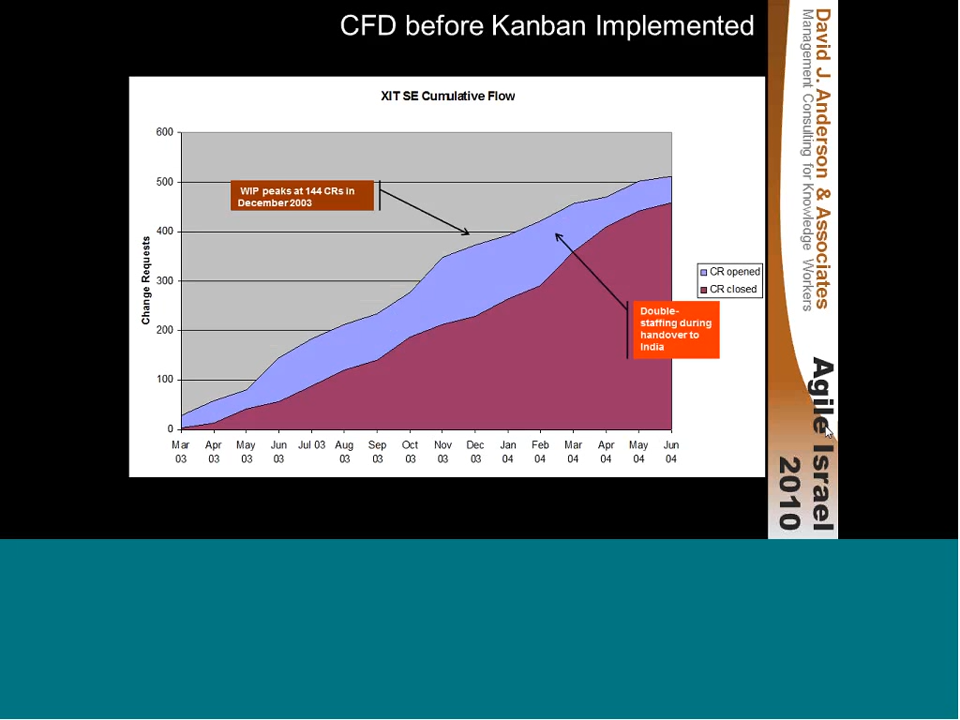 CFD before Kanban Implemented
XIT SE Cumulative Flow
Change Requests
600
500
400
300
200
100
0
WIP peaks at 144 CRs in
December 2003
Double-
staffing during
handover to
India
CR opened
CR closed
Mar Apr May Jun Jul 03 Aug Sep Oct Nov Dec Jan Feb Mar Apr May Jun
03 03 03 03 03 03 03 03 03 04 04 04 04 04 04
David J. Anderson & Associates
Management Consulting for Knowledge Workers
Agile Israel
2010